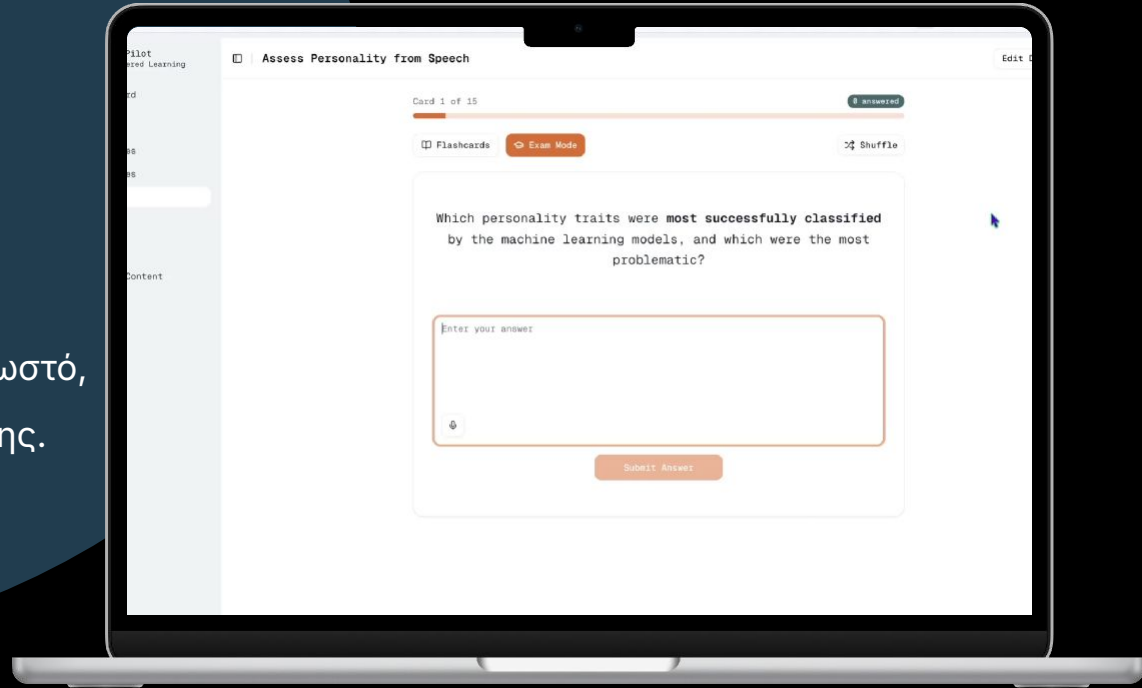 ωστό,
ης.
Pilot
ered Learning
rd
es
es
Content
Assess Personality from Speech
Edit D
Card 1 of 15
0 answered
Flashcards
Exam Mode
Shuffle
Which personality traits were most successfully classified
by the machine learning models, and which were the most
problematic?
Enter your answer
Submit Answer